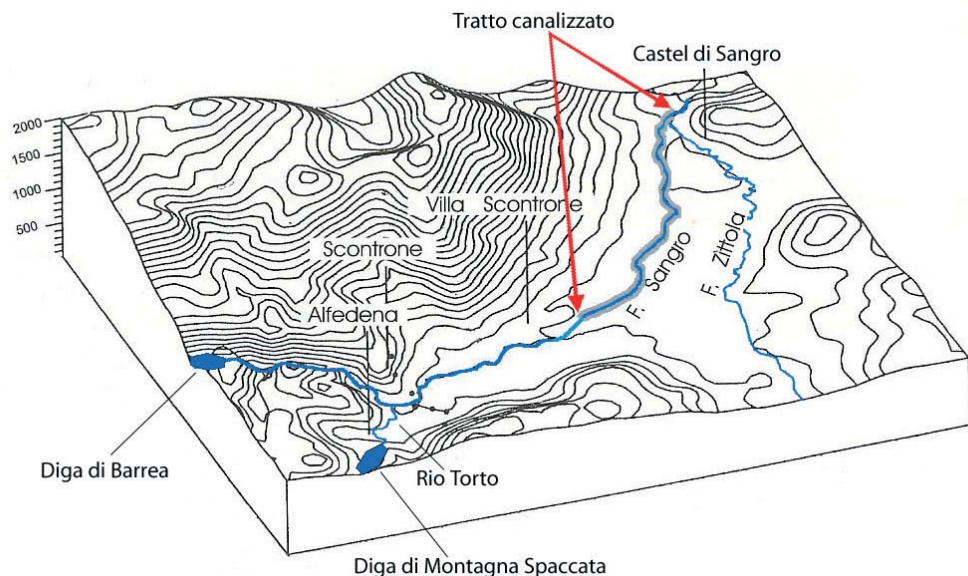 Tratto canalizzato
Castel di Sangro
2000
1500
1000
500
Villa Scontrone
Scontrone
Alfedena
F. Sangro
F. Zittola
Diga di Barrea
Rio Torto
Diga di Montagna Spaccata